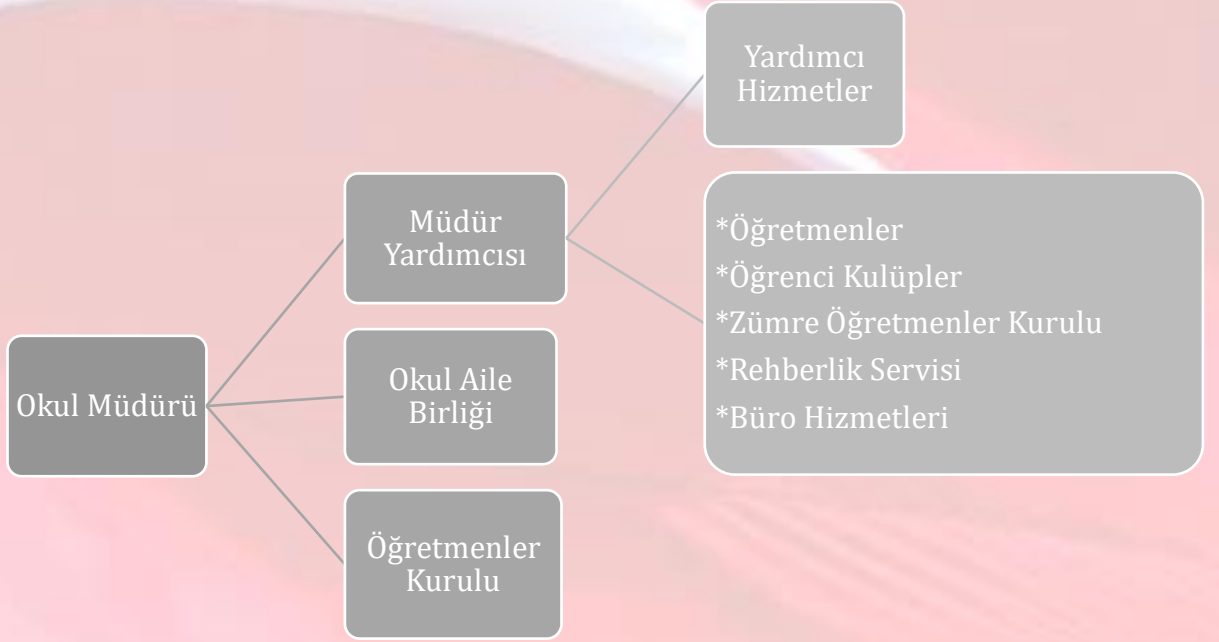 Yardımcı
Hizmetler
Müdür
Yardımcısı
*Öğretmenler
*Öğrenci Kulüpler
*Zümre Öğretmenler Kurulu
*Rehberlik Servisi
*Büro Hizmetleri
Okul Müdürü
Okul Aile
Birliği
Öğretmenler
Kurulu